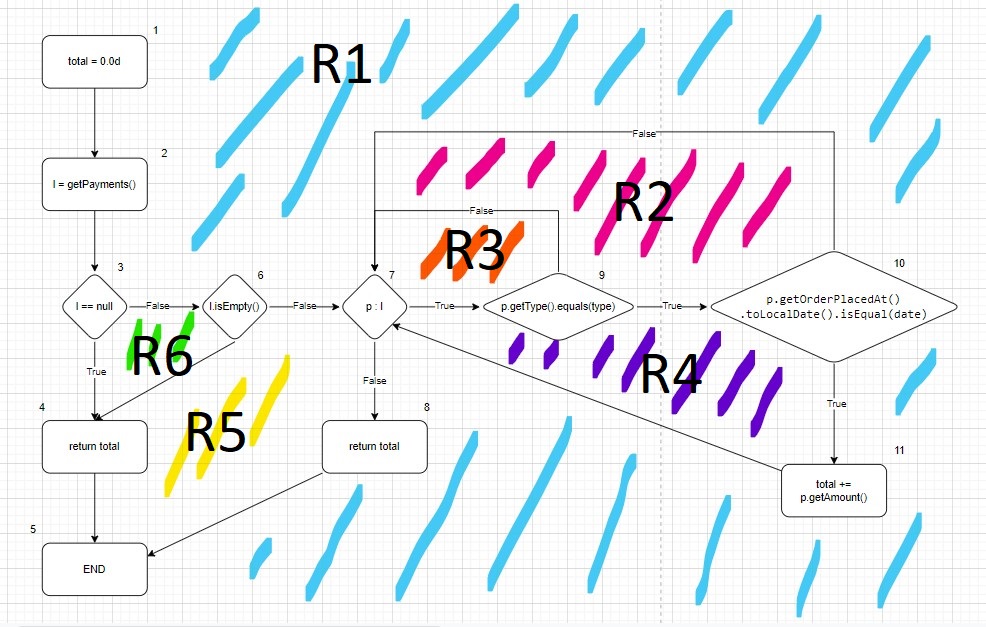 1
total = 0.0d
R1
2
l = getPayments()
False
R2
False
R3
3
l == null
False
6
l.isEmpty()
False
7
p : l
True
9
p.getType().equals(type)
True
10
p.getOrderPlacedAt()
.toLocalDate().isEqual(date)
R6
R4
True
False
True
4
return total
R5
8
return total
11
total +=
p.getAmount()
5
END